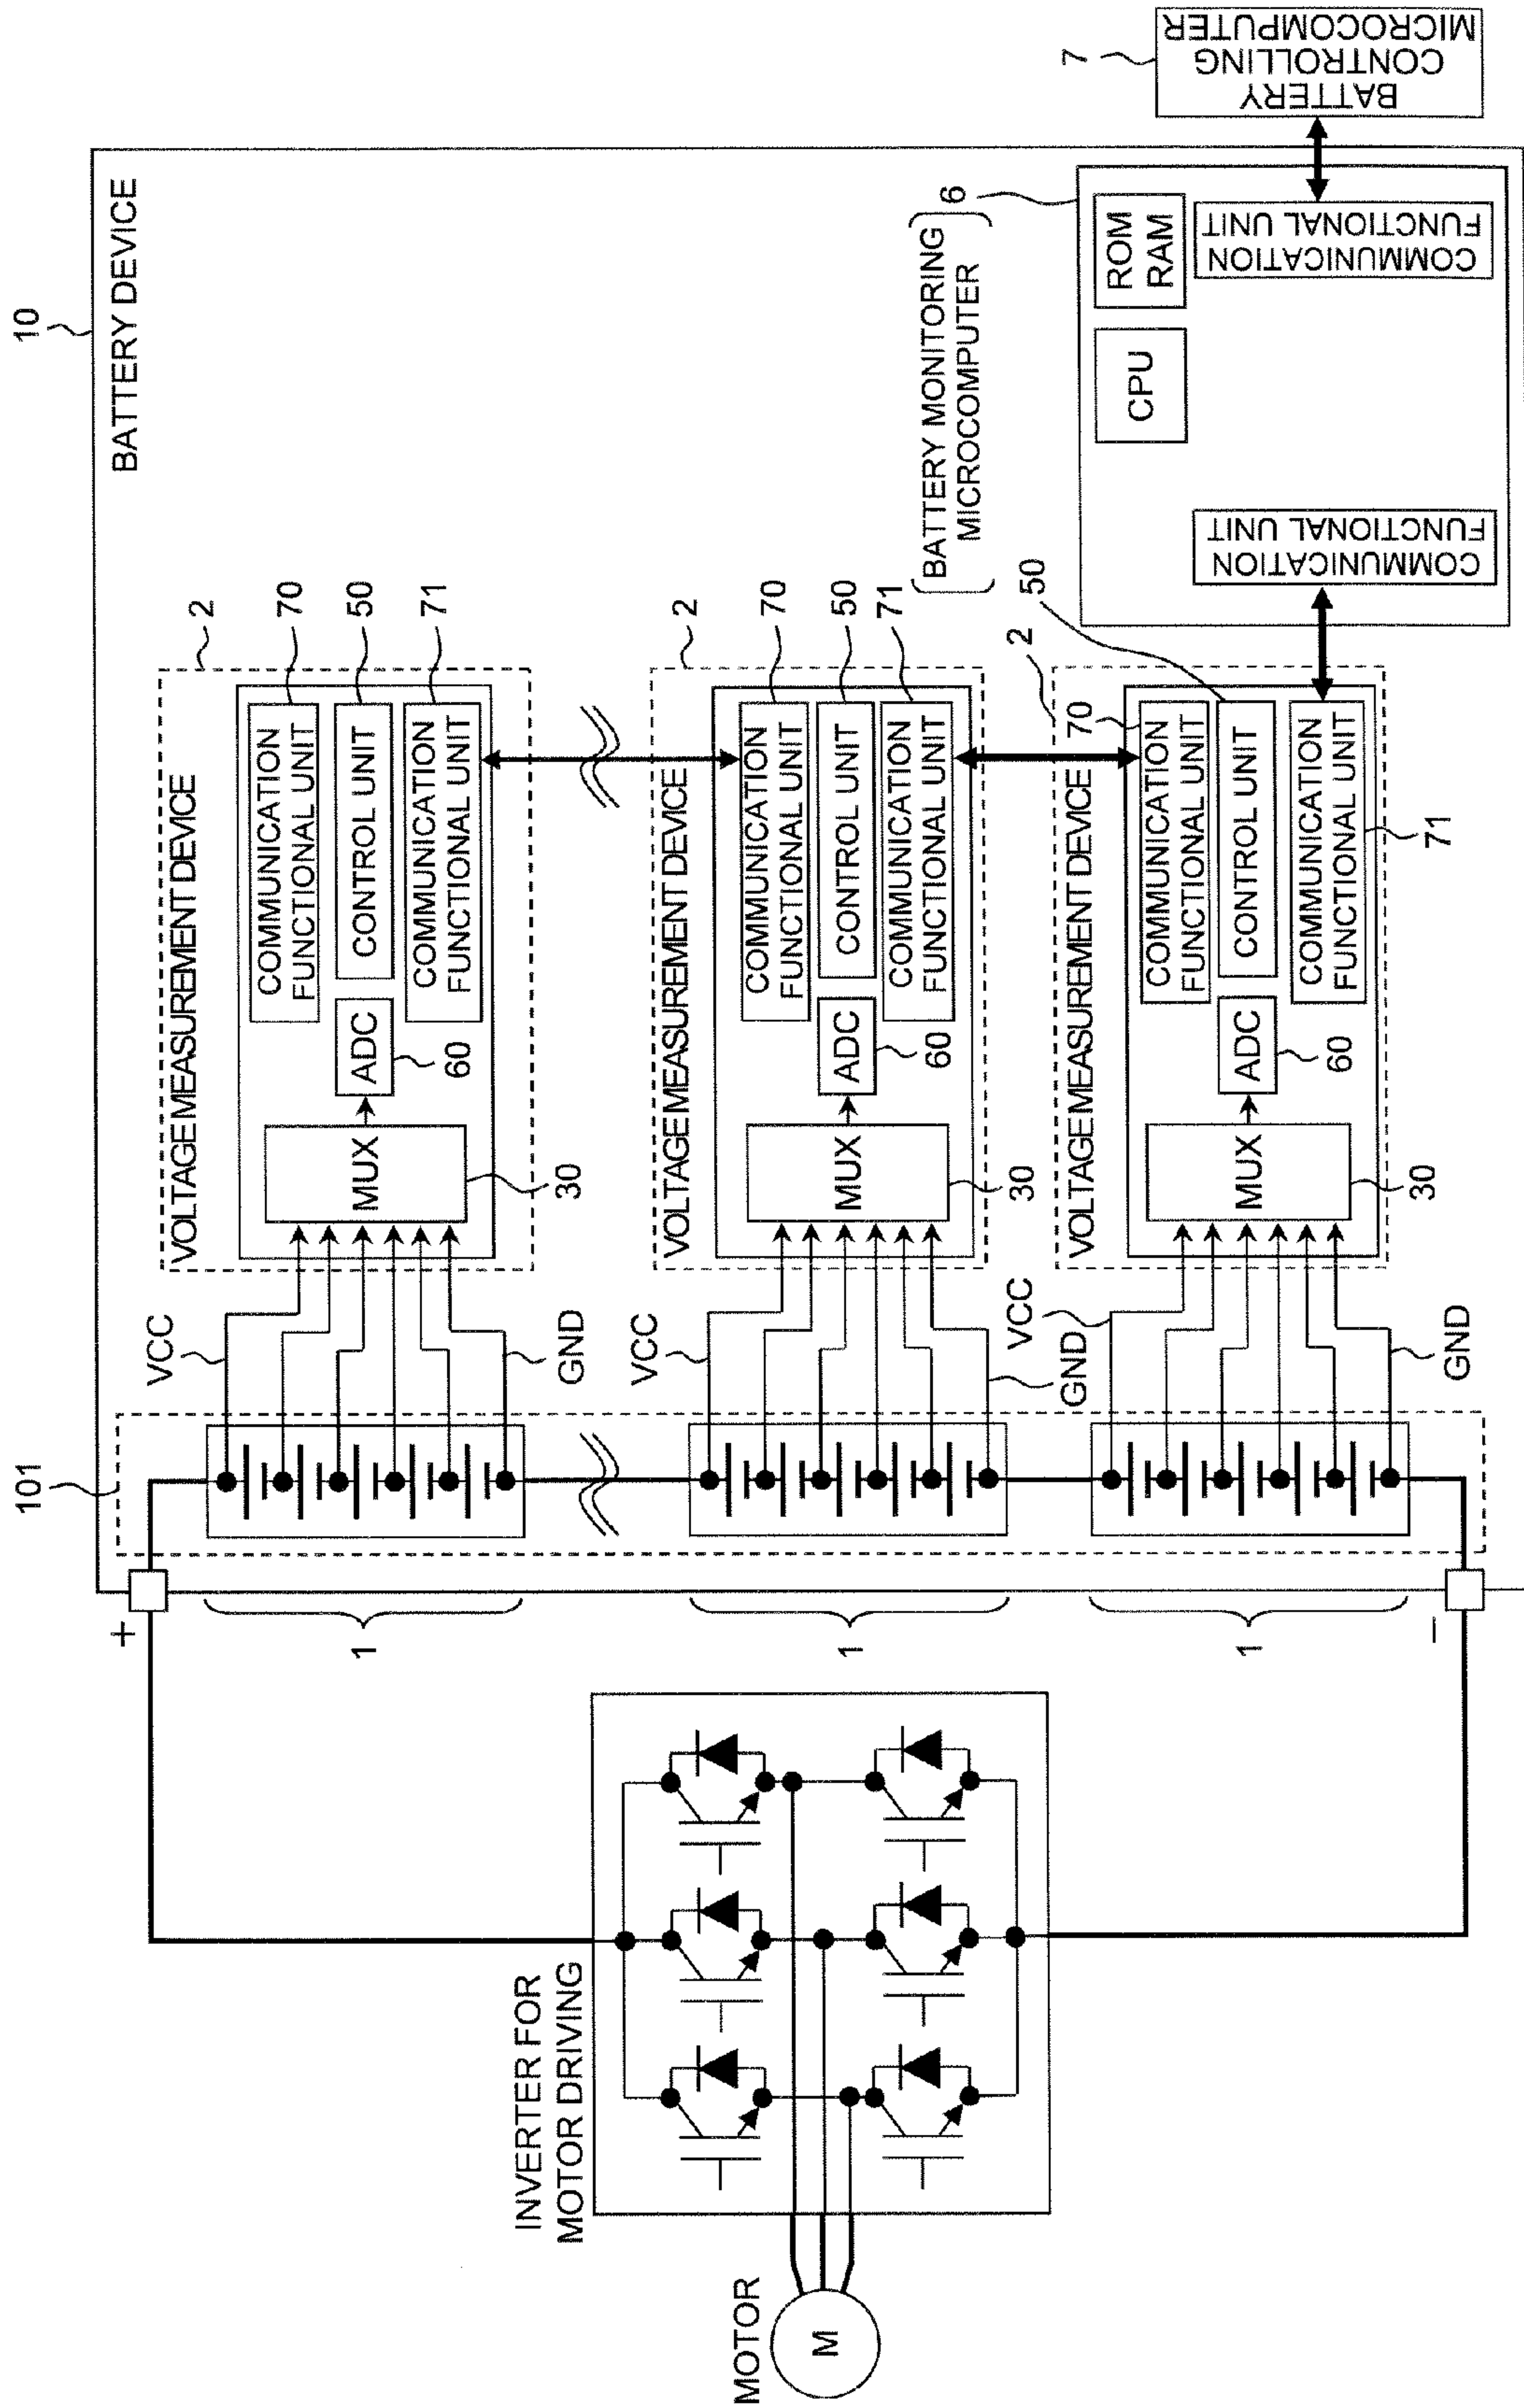 10
BATTERY DEVICE
101
+
1
VCC
GND
VOLTAGE MEASUREMENT DEVICE
2
MUX
30
ADC
60
COMMUNICATION
FUNCTIONAL UNIT
70
CONTROL UNIT
50
COMMUNICATION
FUNCTIONAL UNIT
71
1
VCC
GND
VOLTAGE MEASUREMENT DEVICE
2
MUX
30
ADC
60
COMMUNICATION
FUNCTIONAL UNIT
70
CONTROL UNIT
50
COMMUNICATION
FUNCTIONAL UNIT
71
1
−
VCC
GND
VOLTAGE MEASUREMENT DEVICE
2
MUX
30
ADC
60
COMMUNICATION
FUNCTIONAL UNIT
70
CONTROL UNIT
50
COMMUNICATION
FUNCTIONAL UNIT
71
BATTERY MONITORING
MICROCOMPUTER
6
COMMUNICATION
FUNCTIONAL UNIT
CPU
ROM
RAM
COMMUNICATION
FUNCTIONAL UNIT
7
BATTERY
CONTROLLING
MICROCOMPUTER
INVERTER FOR
MOTOR DRIVING
MOTOR
M